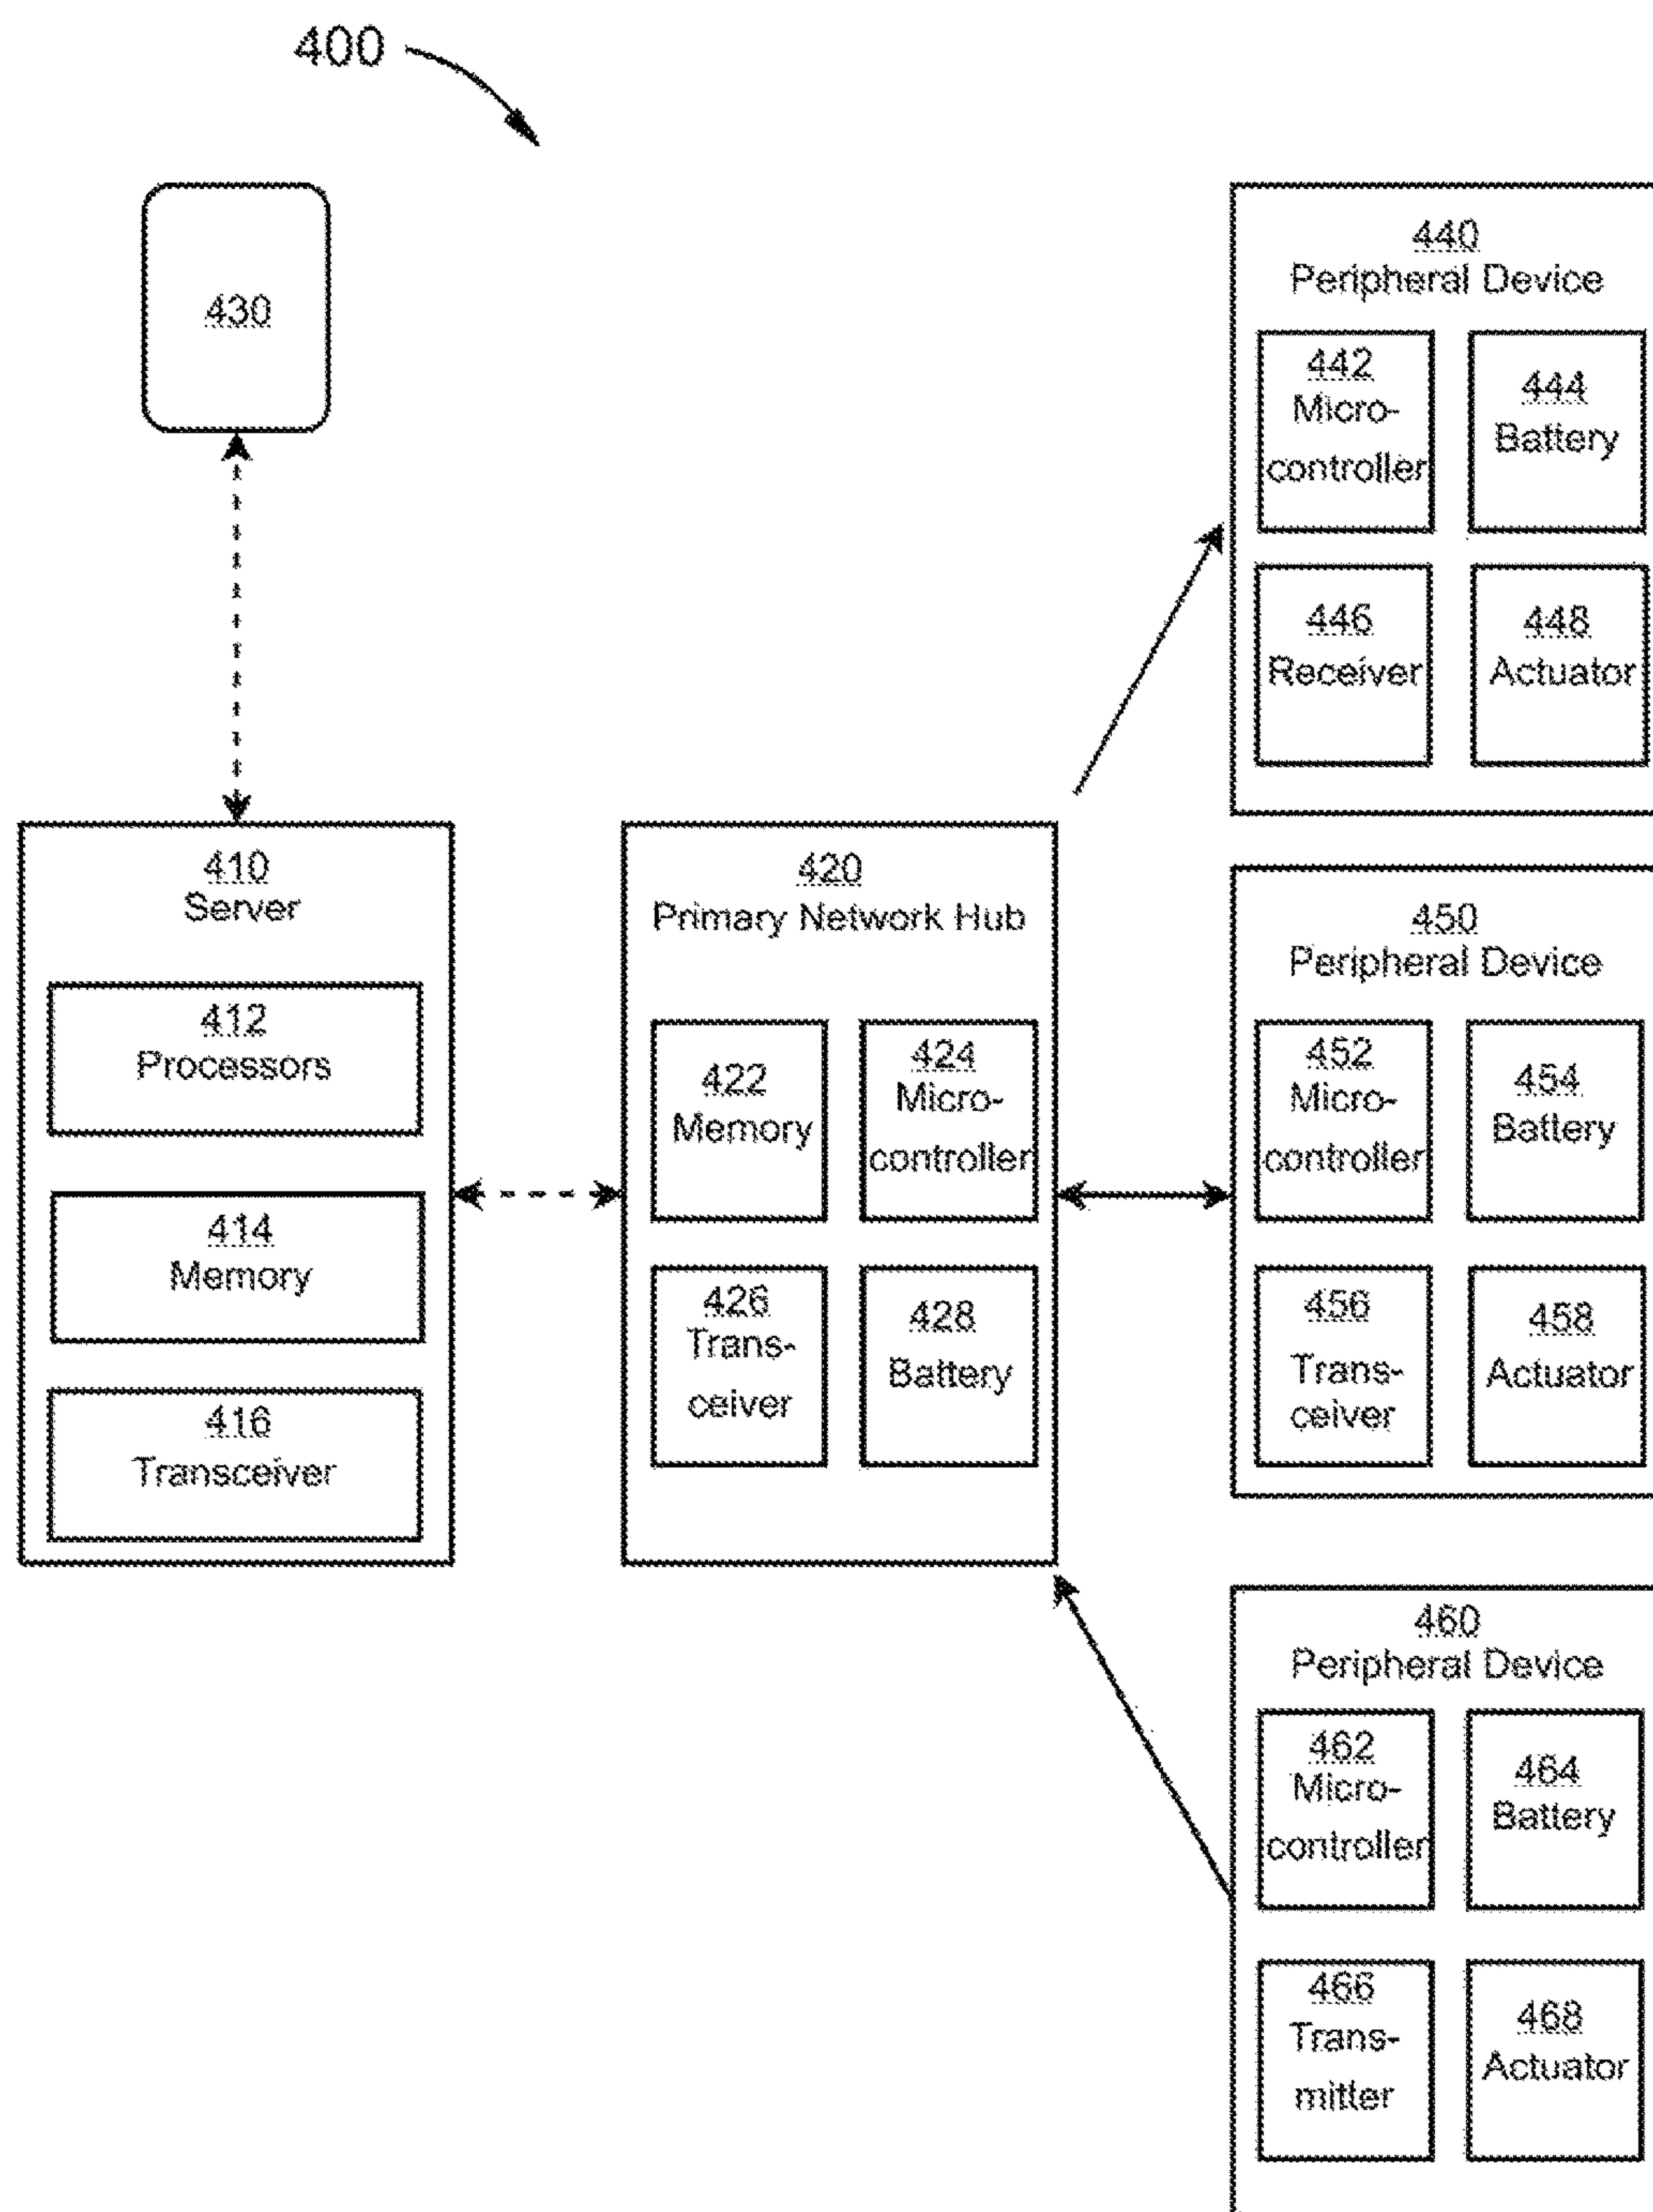 400
430
410
Server
412
Processors
414
Memory
416
Transceiver
420
Primary Network Hub
422
Memory
424
Micro-
controller
426
Trans-
ceiver
428
Battery
440
Peripheral Device
442
Micro-
controller
444
Battery
446
Receiver
448
Actuator
450
Peripheral Device
452
Micro-
controller
454
Battery
456
Trans-
ceiver
458
Actuator
460
Peripheral Device
462
Micro-
controller
464
Battery
466
Trans-
mitter
468
Actuator